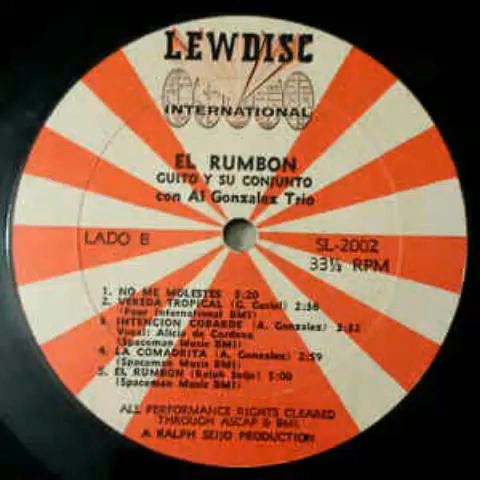 LEWDISC
INTERNATIONAL
EL RUMBON
GUITO Y SU CONJUNTO
con Al Gonzalez Trio
LADO B
SL-2002
33⅓ RPM
1. NO ME MOLESTES 5:20
2. VEREDA TROPICAL (G. Curiel) 2:56
(Peer International BMI)
3. INTENCION COBARDE (A. Gonzalez) 3:32
Vocal: Alicia de Cordova
(Spaceman Music BMI)
4. LA COMADRITA (A. Gonzalez) 2:59
(Spaceman Music BMI)
5. EL RUMBON (Ralph Seijo) 5:00
(Spaceman Music BMI)
ALL PERFORMANCE RIGHTS CLEARED
THROUGH ASCAP & BMI.
A RALPH SEIJO PRODUCTION